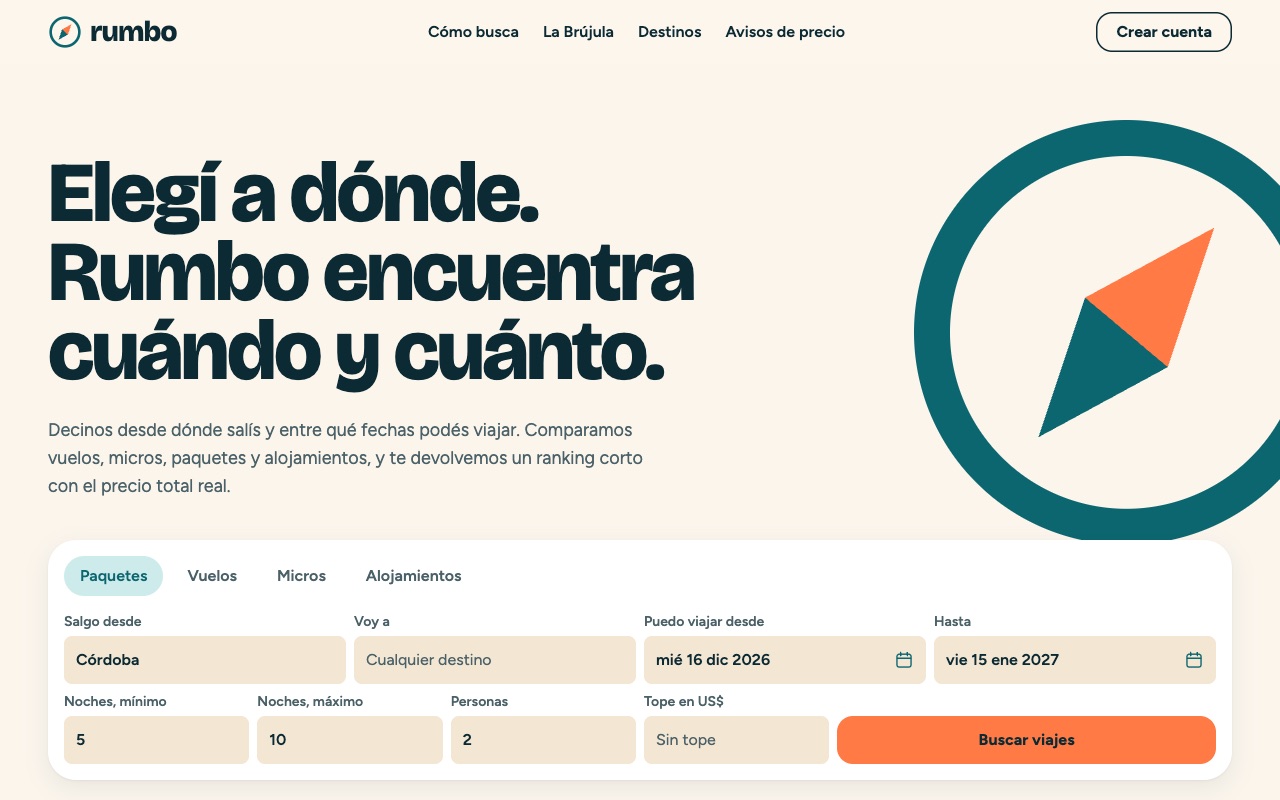 rumbo
Cómo busca
La Brújula
Destinos
Avisos de precio
Crear cuenta
Elegí a dónde.
Rumbo encuentra
cuándo y cuánto.
Decinos desde dónde salís y entre qué fechas podés viajar. Comparamos
vuelos, micros, paquetes y alojamientos, y te devolvemos un ranking corto
con el precio total real.
Paquetes
Vuelos
Micros
Alojamientos
Salgo desde
Voy a
Puedo viajar desde
Hasta
Córdoba
Cualquier destino
mié 16 dic 2026
vie 15 ene 2027
Noches, mínimo
Noches, máximo
Personas
Tope en US$
5
10
2
Sin tope
Buscar viajes